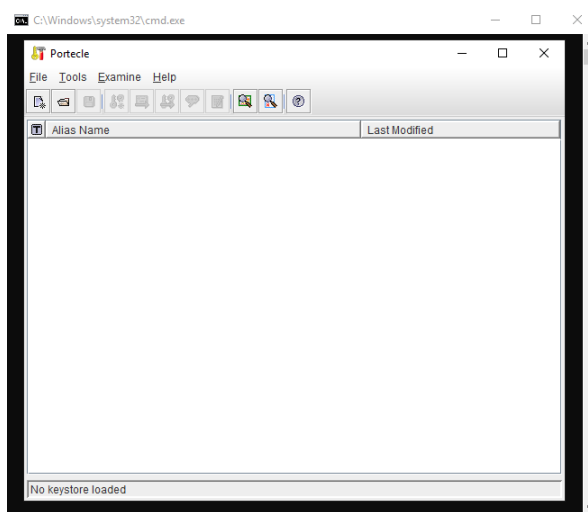 C:\Windows\system32\cmd.exe
Portecle
File Tools Examine Help
T Alias Name Last Modified
No keystore loaded